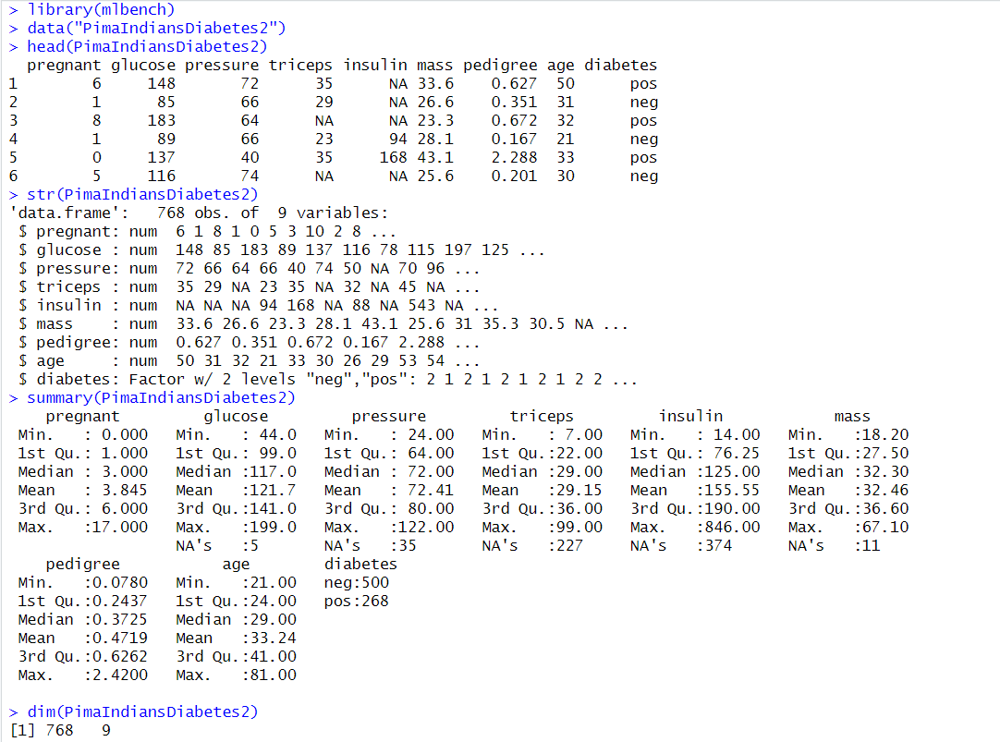 > library(mlbench)
> data("PimaIndiansDiabetes2")
> head(PimaIndiansDiabetes2)
  pregnant glucose pressure triceps insulin mass pedigree age diabetes
1        6     148       72      35      NA 33.6    0.627  50      pos
2        1      85       66      29      NA 26.6    0.351  31      neg
3        8     183       64      NA      NA 23.3    0.672  32      pos
4        1      89       66      23      94 28.1    0.167  21      neg
5        0     137       40      35     168 43.1    2.288  33      pos
6        5     116       74      NA      NA 25.6    0.201  30      neg
> str(PimaIndiansDiabetes2)
'data.frame':   768 obs. of  9 variables:
 $ pregnant: num  6 1 8 1 0 5 3 10 2 8 ...
 $ glucose : num  148 85 183 89 137 116 78 115 197 125 ...
 $ pressure: num  72 66 64 66 40 74 50 NA 70 96 ...
 $ triceps : num  35 29 NA 23 35 NA 32 NA 45 NA ...
 $ insulin : num  NA NA NA 94 168 NA 88 NA 543 NA ...
 $ mass    : num  33.6 26.6 23.3 28.1 43.1 25.6 31 35.3 30.5 NA ...
 $ pedigree: num  0.627 0.351 0.672 0.167 2.288 ...
 $ age     : num  50 31 32 21 33 30 26 29 53 54 ...
 $ diabetes: Factor w/ 2 levels "neg","pos": 2 1 2 1 2 1 2 1 2 2 ...
> summary(PimaIndiansDiabetes2)
    pregnant         glucose         pressure         triceps         insulin            mass
 Min.   : 0.000   Min.   : 44.0   Min.   : 24.00   Min.   : 7.00   Min.   : 14.00   Min.   :18.20
 1st Qu.: 1.000   1st Qu.: 99.0   1st Qu.: 64.00   1st Qu.:22.00   1st Qu.: 76.25   1st Qu.:27.50
 Median : 3.000   Median :117.0   Median : 72.00   Median :29.00   Median :125.00   Median :32.30
 Mean   : 3.845   Mean   :121.7   Mean   : 72.41   Mean   :29.15   Mean   :155.55   Mean   :32.46
 3rd Qu.: 6.000   3rd Qu.:141.0   3rd Qu.: 80.00   3rd Qu.:36.00   3rd Qu.:190.00   3rd Qu.:36.60
 Max.   :17.000   Max.   :199.0   Max.   :122.00   Max.   :99.00   Max.   :846.00   Max.   :67.10
                  NA's   :5       NA's   :35       NA's   :227     NA's   :374      NA's   :11
    pedigree           age        diabetes
 Min.   :0.0780   Min.   :21.00   neg:500
 1st Qu.:0.2437   1st Qu.:24.00   pos:268
 Median :0.3725   Median :29.00
 Mean   :0.4719   Mean   :33.24
 3rd Qu.:0.6262   3rd Qu.:41.00
 Max.   :2.4200   Max.   :81.00
> dim(PimaIndiansDiabetes2)
[1] 768   9